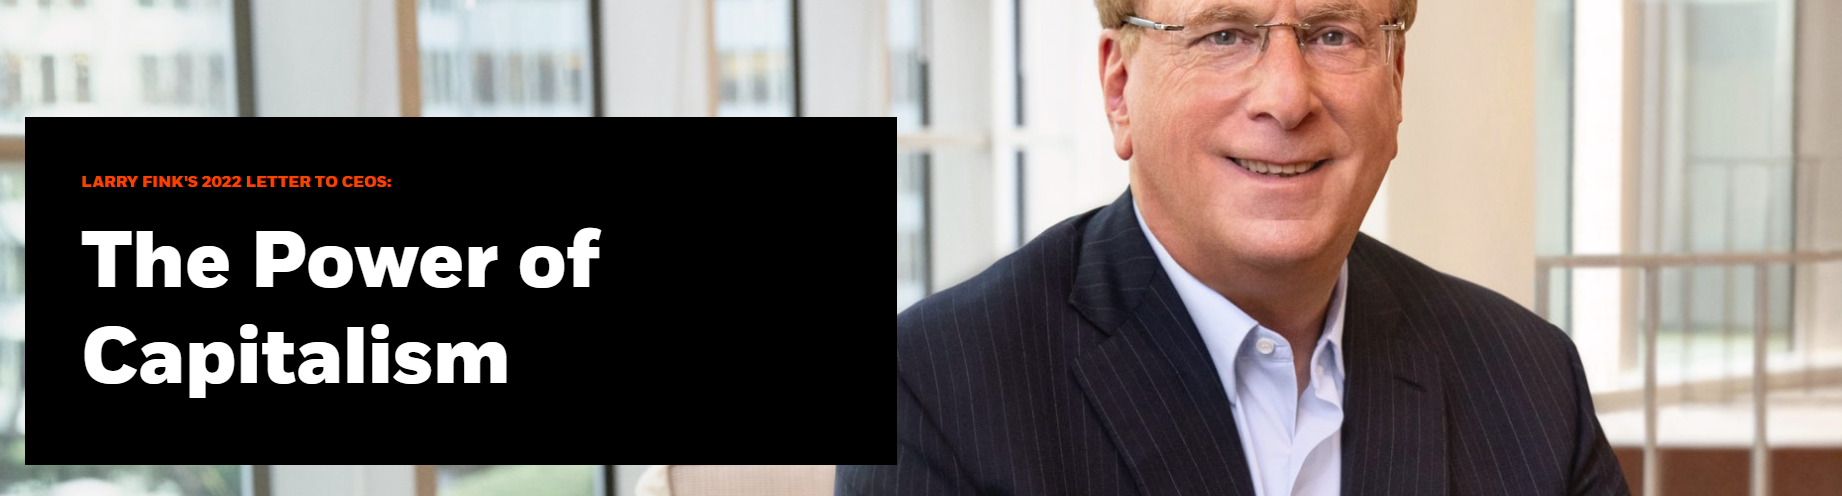 LARRY FINK'S 2022 LETTER TO CEOS:
The Power of
Capitalism